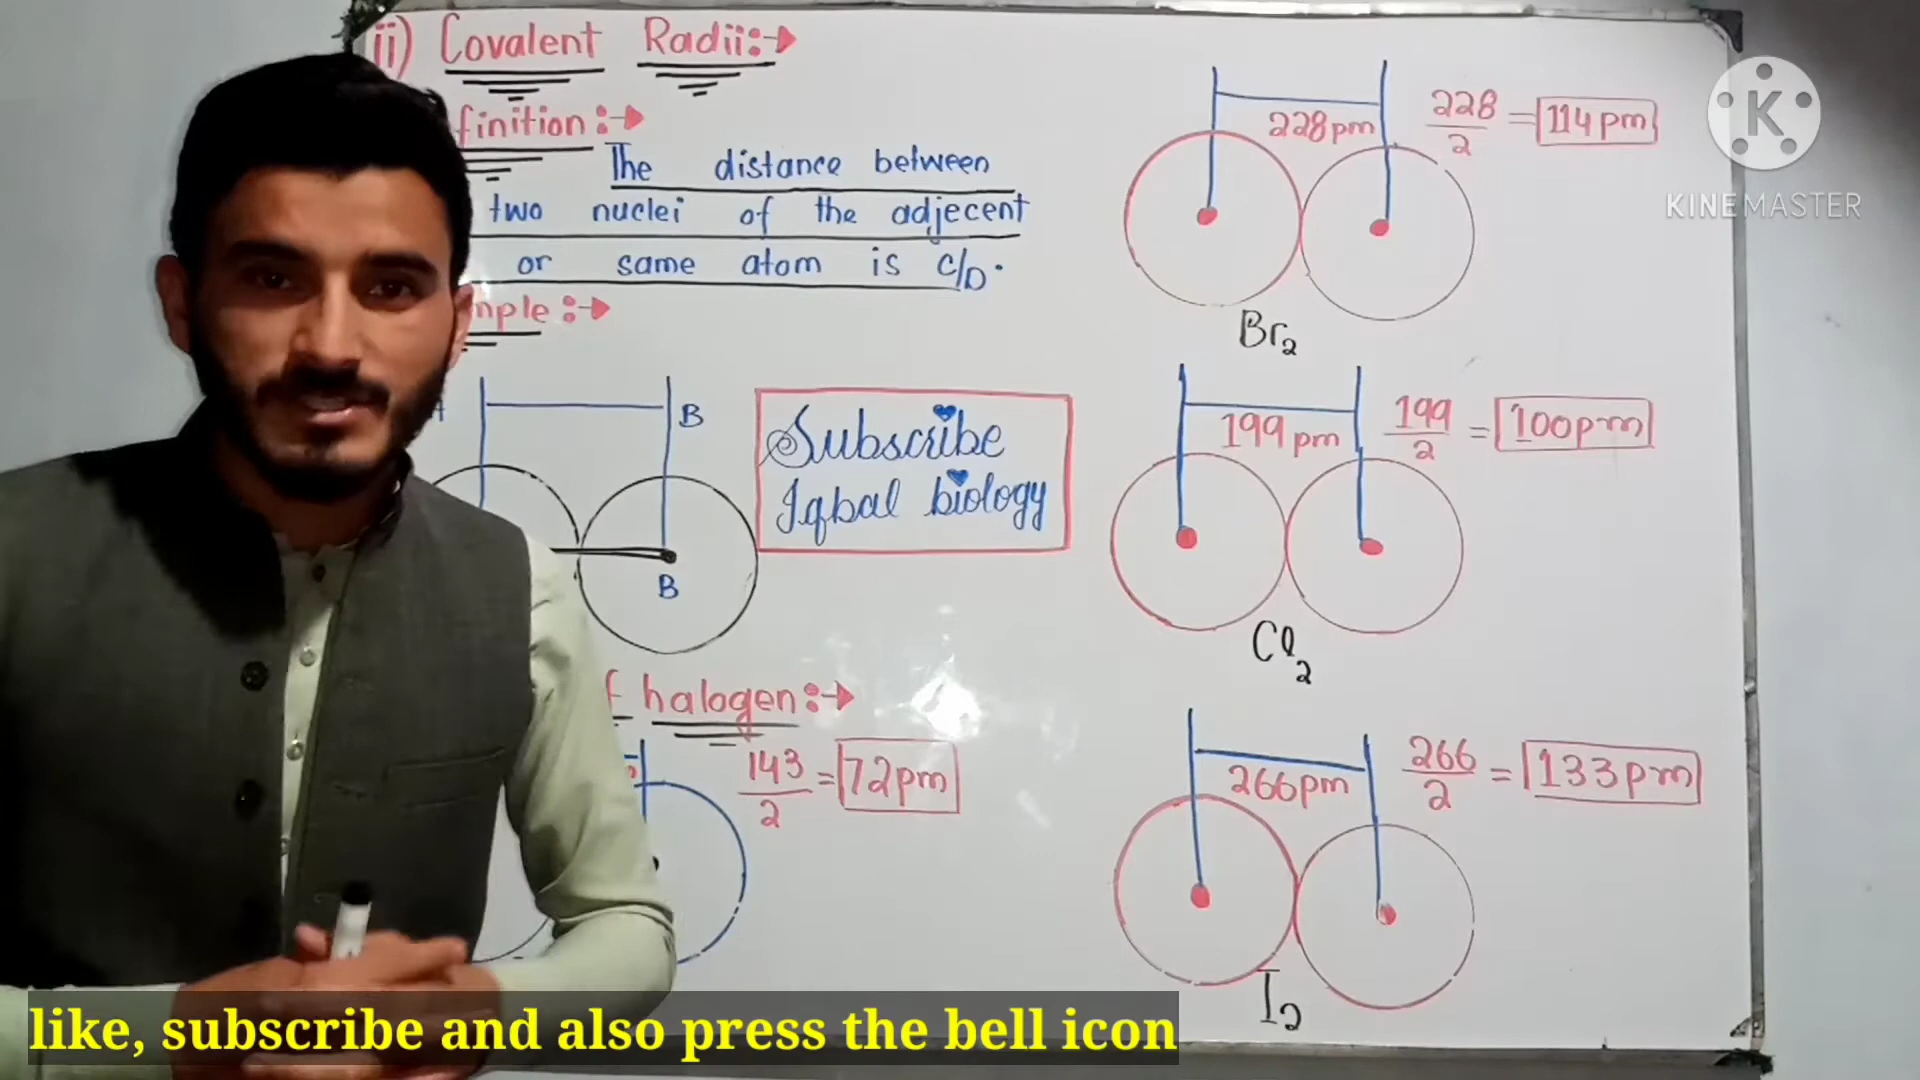 ii) Covalent Radii:→
finition:→
The distance between
two nuclei of the adjecent
or same atom is c/D.
mple:→
B
B
Subscribe
Iqbal biology
f halogen:→
143/2 = 72pm
228pm
228/2 = 114pm
Br2
199pm
199/2 = 100pm
Cl2
266pm
266/2 = 133pm
I2
K
KINEMASTER
like, subscribe and also press the bell icon